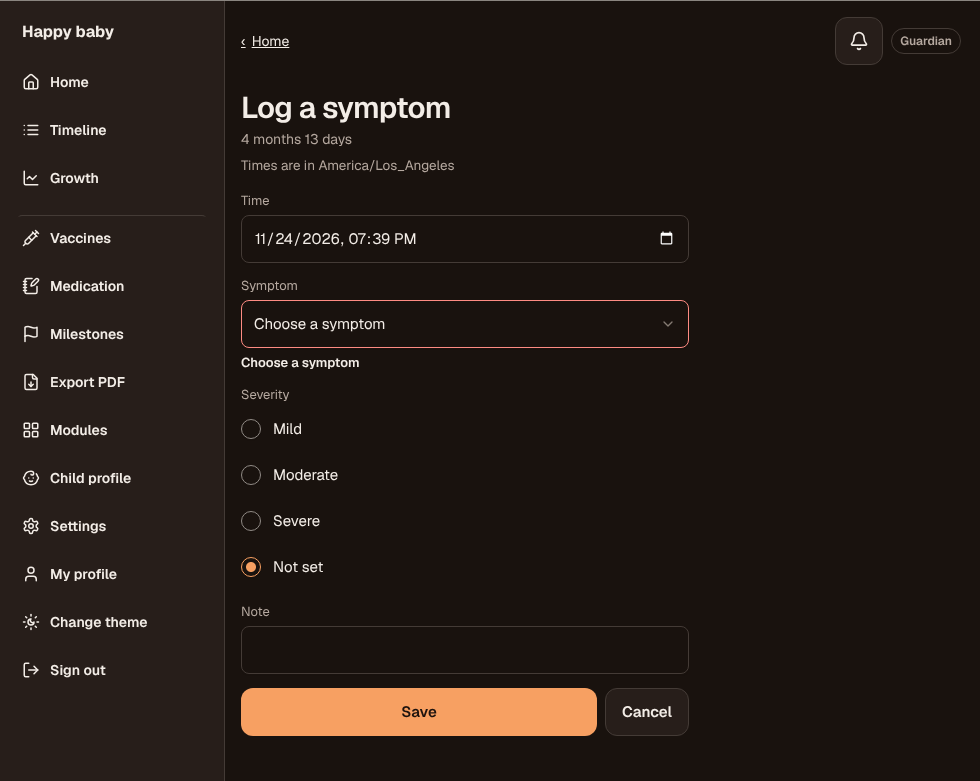 Happy baby
Home
Timeline
Growth
Vaccines
Medication
Milestones
Export PDF
Modules
Child profile
Settings
My profile
Change theme
Sign out
‹ Home
Guardian
Log a symptom
4 months 13 days
Times are in America/Los_Angeles
Time
11/24/2026, 07:39 PM
Symptom
Choose a symptom
Choose a symptom
Severity
Mild
Moderate
Severe
Not set
Note
Save
Cancel